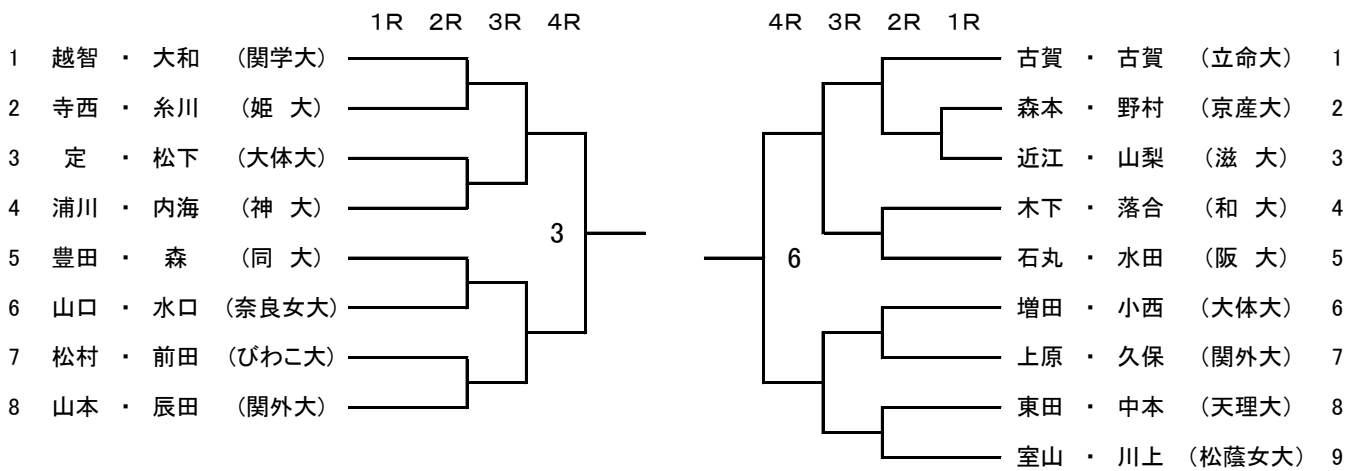 1R 2R 3R 4R
1 越智 ・ 大和 (関学大)
2 寺西 ・ 糸川 (姫 大)
3 定 ・ 松下 (大体大)
4 浦川 ・ 内海 (神 大)
3
5 豊田 ・ 森 (同 大)
6 山口 ・ 水口 (奈良女大)
7 松村 ・ 前田 (びわこ大)
8 山本 ・ 辰田 (関外大)
4R 3R 2R 1R
古賀 ・ 古賀 (立命大) 1
森本 ・ 野村 (京産大) 2
近江 ・ 山梨 (滋 大) 3
木下 ・ 落合 (和 大) 4
6
石丸 ・ 水田 (阪 大) 5
増田 ・ 小西 (大体大) 6
上原 ・ 久保 (関外大) 7
東田 ・ 中本 (天理大) 8
室山 ・ 川上 (松蔭女大) 9